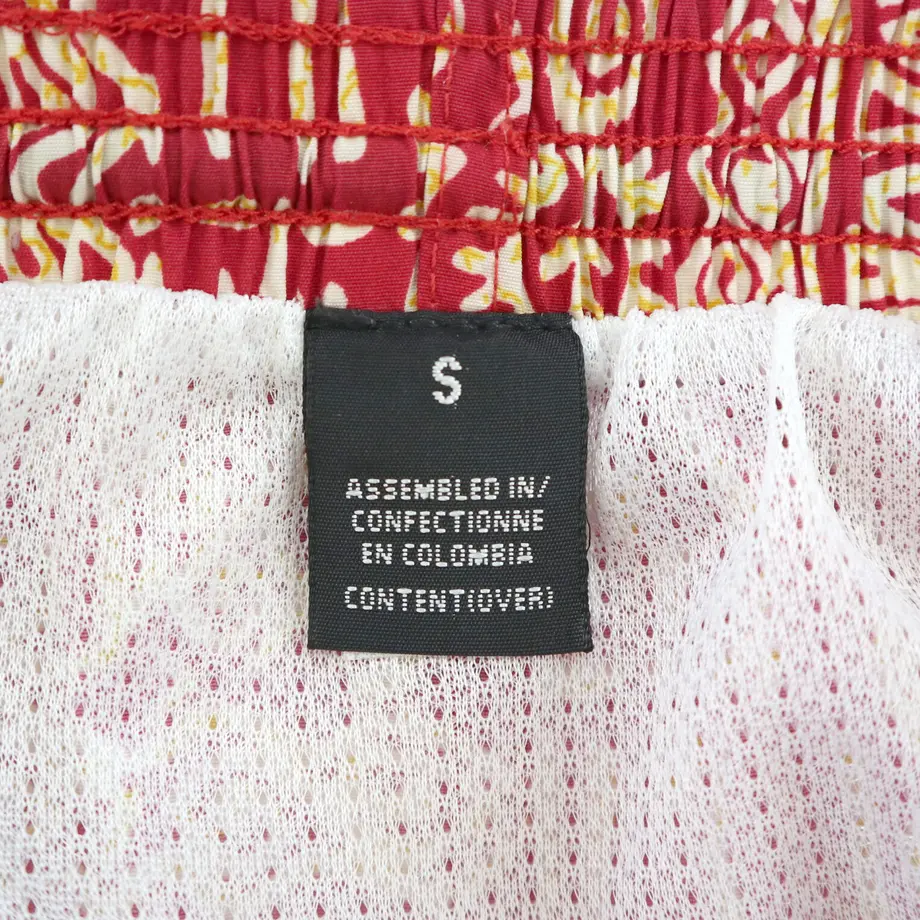 S
ASSEMBLED IN/
CONFECTIONNE
EN COLOMBIA
CONTENT(OVER)